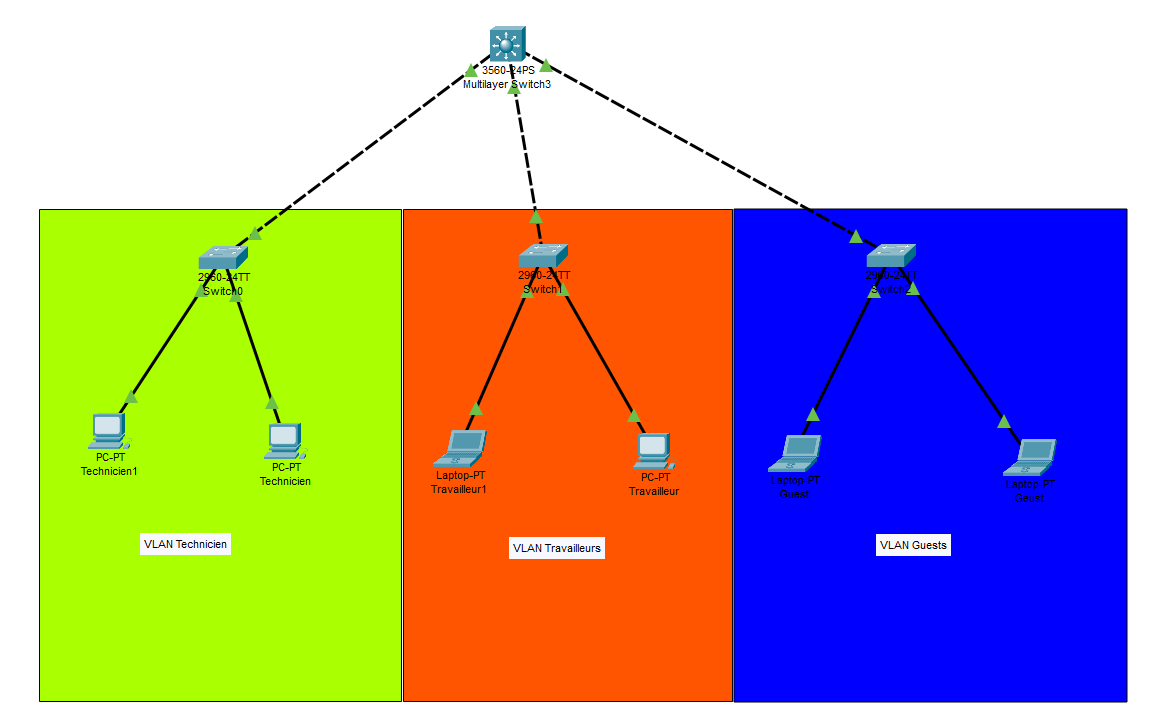 3560-24PS
Multilayer Switch3
2960-24TT
Switch0
2960-24TT
Switch1
2960-24TT
Switch2
PC-PT
Technicien1
PC-PT
Technicien
Laptop-PT
Travailleur1
PC-PT
Travailleur
Laptop-PT
Guest
Laptop-PT
Geust
VLAN Technicien
VLAN Travailleurs
VLAN Guests